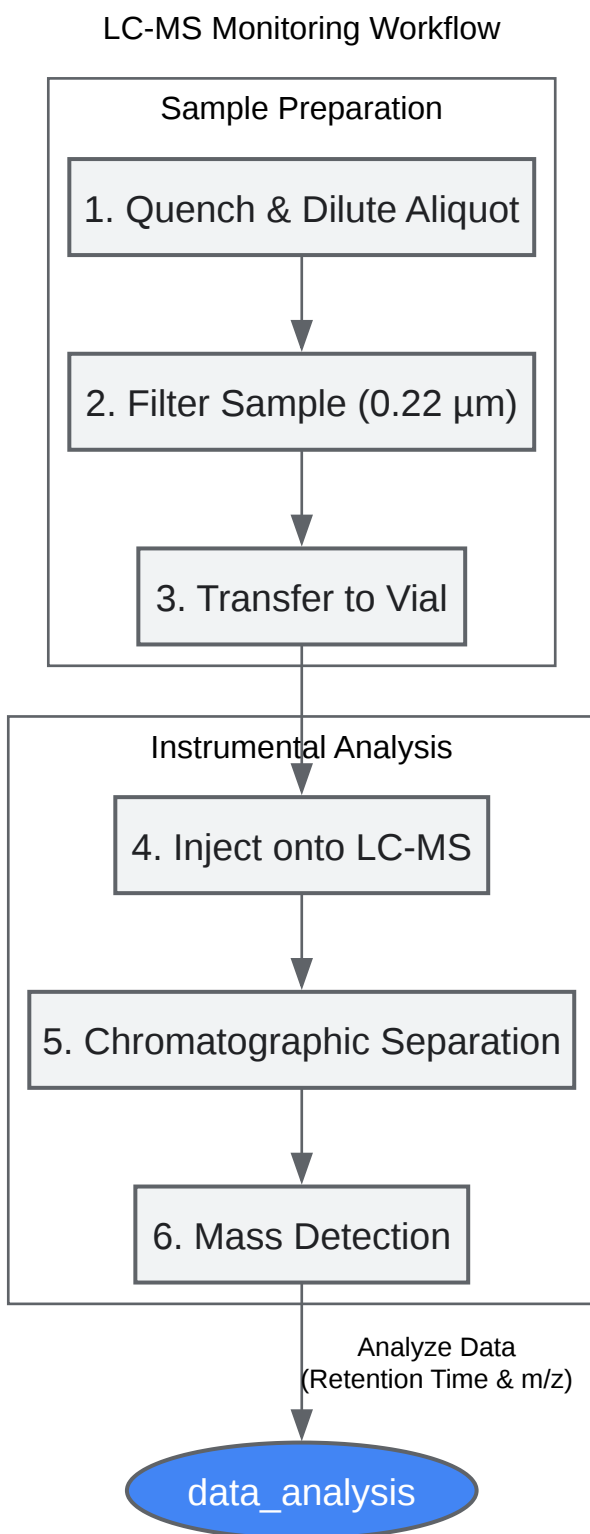 LC-MS Monitoring Workflow
Sample Preparation
1. Quench & Dilute Aliquot
2. Filter Sample (0.22 µm)
3. Transfer to Vial
Instrumental Analysis
4. Inject onto LC-MS
5. Chromatographic Separation
6. Mass Detection
Analyze Data
(Retention Time & m/z)
data_analysis